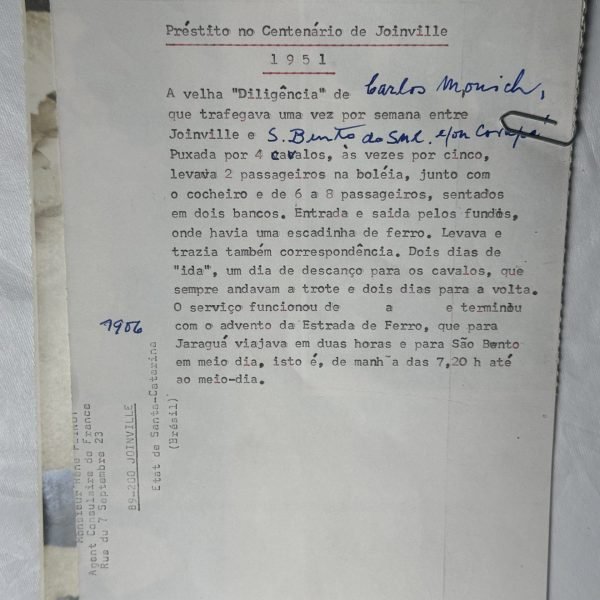 Préstito no Centenário de Joinville
1951
A velha "Diligência" de Carlos Monich,
que trafegava uma vez por semana entre
Joinville e S. Bento do Sul, e/ou Corupá
Puxada por 4 cavalos, às vezes por cinco,
levava 2 passageiros na boléia, junto com
o cocheiro e de 6 a 8 passageiros, sentados
em dois bancos. Entrada e saida pelos fundos,
onde havia uma escadinha de ferro. Levava e
trazia também correspondência. Dois dias de
"ida", um dia de descanço para os cavalos, que
sempre andavam a trote e dois dias para a volta.
O serviço funcionou de a e terminou
1906
com o advento da Estrada de Ferro, que para
Jaraguá viajava em duas horas e para São Bento
em meio dia, isto é, de manh~a das 7,20 h até
ao meio-dia.
Monsieur René
Agent Consulaire de France
Rue du 7 Septembre 23
89-200 JOINVILLE
Etat de Santa-Catarina
(Brésil)